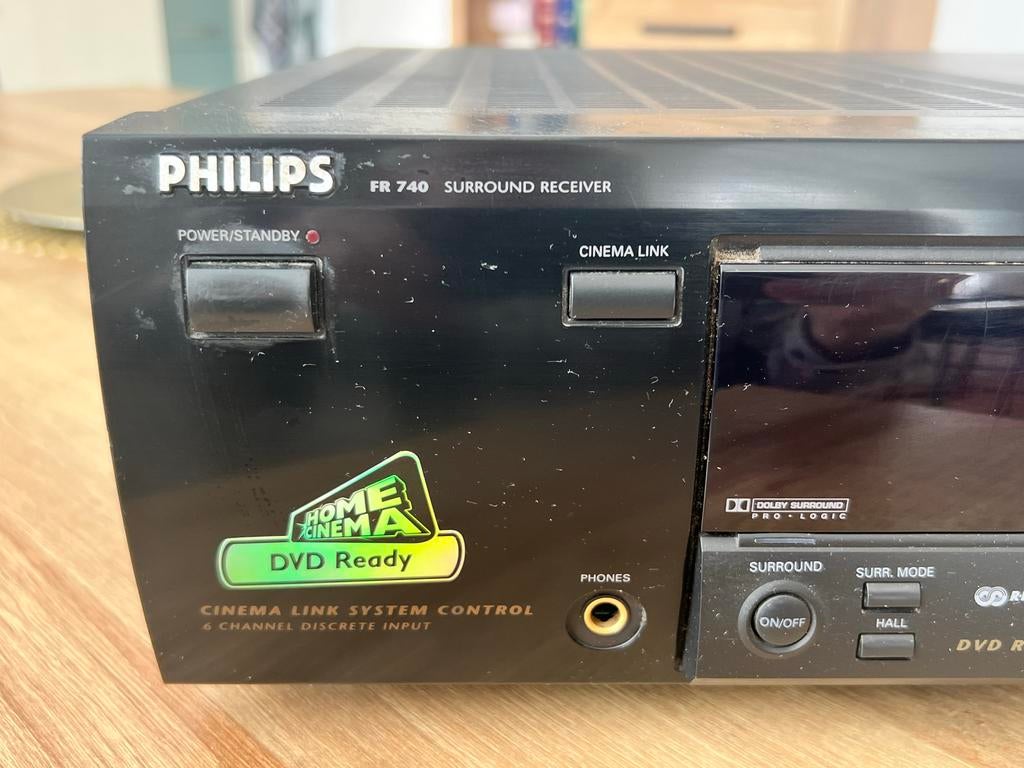 PHILIPS FR 740 SURROUND RECEIVER
POWER/STANDBY
CINEMA LINK
DOLBY SURROUND
PRO • LOGIC
HOME
CINEMA
DVD Ready
CINEMA LINK SYSTEM CONTROL
6 CHANNEL DISCRETE INPUT
PHONES
SURROUND
ON/OFF
SURR. MODE
HALL
DVD